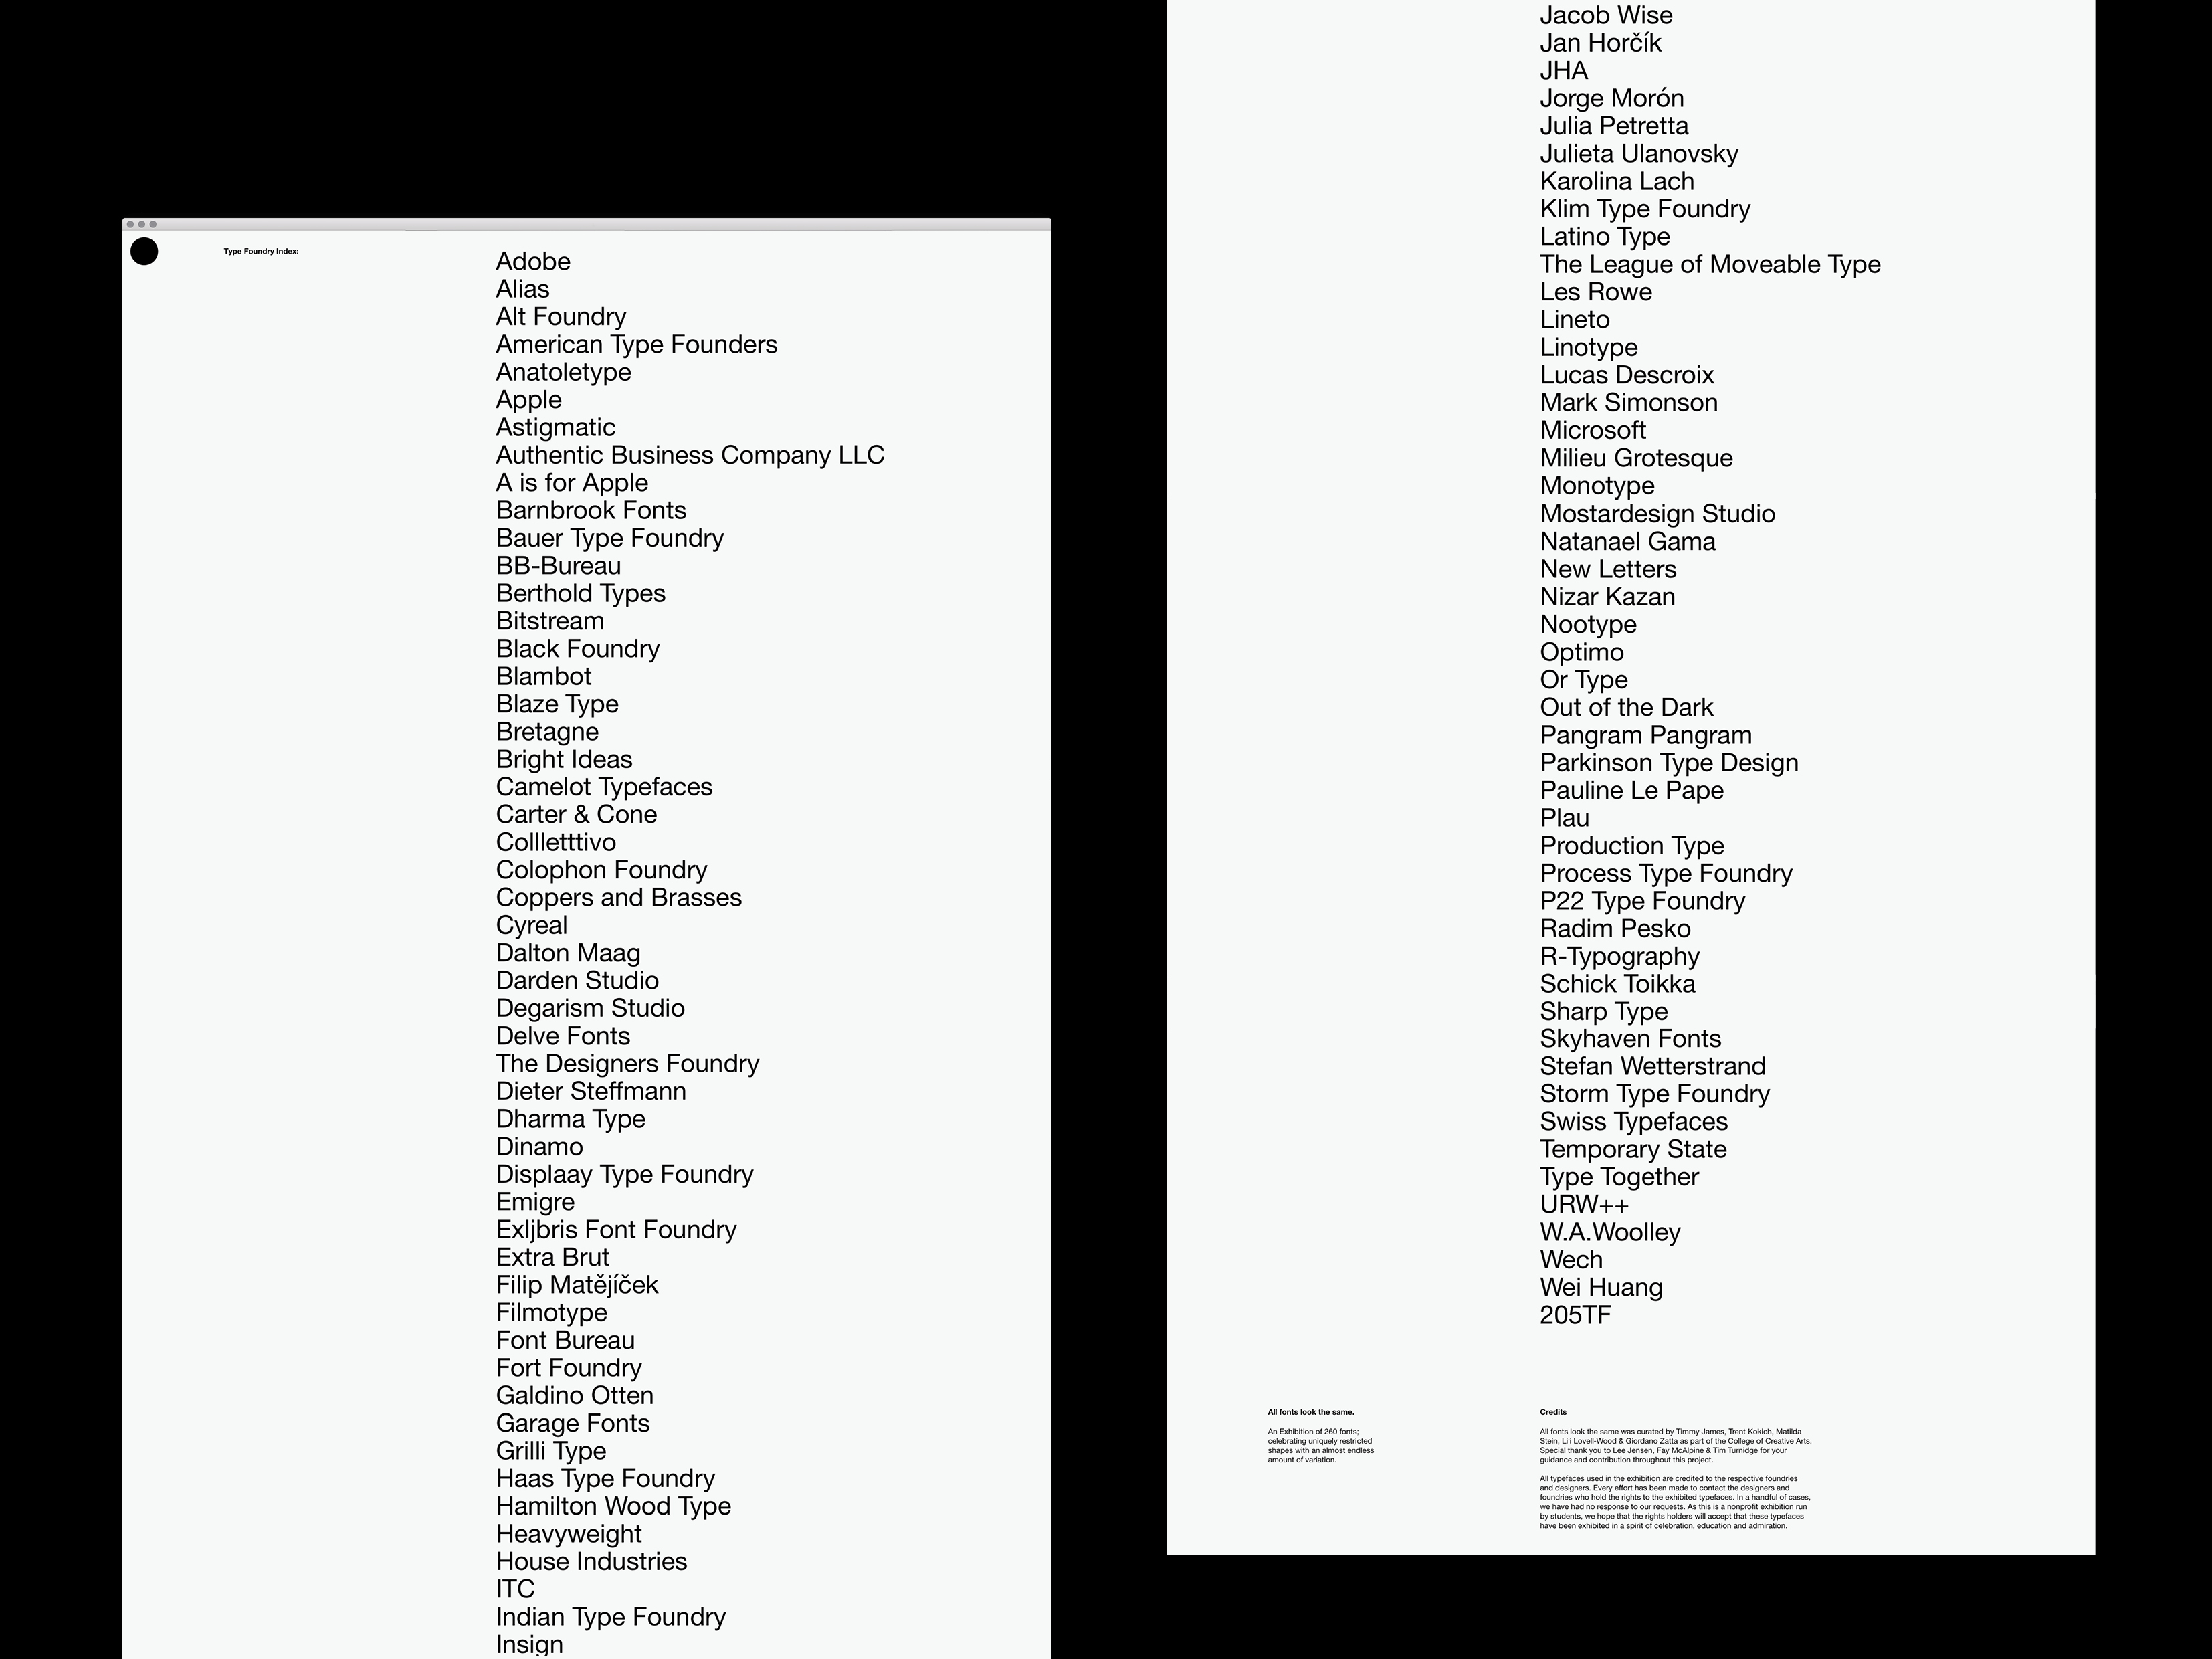 Type Foundry Index:
Adobe
Alias
Alt Foundry
American Type Founders
Anatoletype
Apple
Astigmatic
Authentic Business Company LLC
A is for Apple
Barnbrook Fonts
Bauer Type Foundry
BB-Bureau
Berthold Types
Bitstream
Black Foundry
Blambot
Blaze Type
Bretagne
Bright Ideas
Camelot Typefaces
Carter & Cone
Collletttivo
Colophon Foundry
Coppers and Brasses
Cyreal
Dalton Maag
Darden Studio
Degarism Studio
Delve Fonts
The Designers Foundry
Dieter Steffmann
Dharma Type
Dinamo
Displaay Type Foundry
Emigre
Exljbris Font Foundry
Extra Brut
Filip Matějíček
Filmotype
Font Bureau
Fort Foundry
Galdino Otten
Garage Fonts
Grilli Type
Haas Type Foundry
Hamilton Wood Type
Heavyweight
House Industries
ITC
Indian Type Foundry
Insign
Jacob Wise
Jan Horčík
JHA
Jorge Morón
Julia Petretta
Julieta Ulanovsky
Karolina Lach
Klim Type Foundry
Latino Type
The League of Moveable Type
Les Rowe
Lineto
Linotype
Lucas Descroix
Mark Simonson
Microsoft
Milieu Grotesque
Monotype
Mostardesign Studio
Natanael Gama
New Letters
Nizar Kazan
Nootype
Optimo
Or Type
Out of the Dark
Pangram Pangram
Parkinson Type Design
Pauline Le Pape
Plau
Production Type
Process Type Foundry
P22 Type Foundry
Radim Pesko
R-Typography
Schick Toikka
Sharp Type
Skyhaven Fonts
Stefan Wetterstrand
Storm Type Foundry
Swiss Typefaces
Temporary State
Type Together
URW++
W.A.Woolley
Wech
Wei Huang
205TF
All fonts look the same.
An Exhibition of 260 fonts;
celebrating uniquely restricted
shapes with an almost endless
amount of variation.
Credits
All fonts look the same was curated by Timmy James, Trent Kokich, Matilda
Stein, Lili Lovell-Wood & Giordano Zatta as part of the College of Creative Arts.
Special thank you to Lee Jensen, Fay McAlpine & Tim Turnidge for your
guidance and contribution throughout this project.
All typefaces used in the exhibition are credited to the respective foundries
and designers. Every effort has been made to contact the designers and
foundries who hold the rights to the exhibited typefaces. In a handful of cases,
we have had no response to our requests. As this is a nonprofit exhibition run
by students, we hope that the rights holders will accept that these typefaces
have been exhibited in a spirit of celebration, education and admiration.